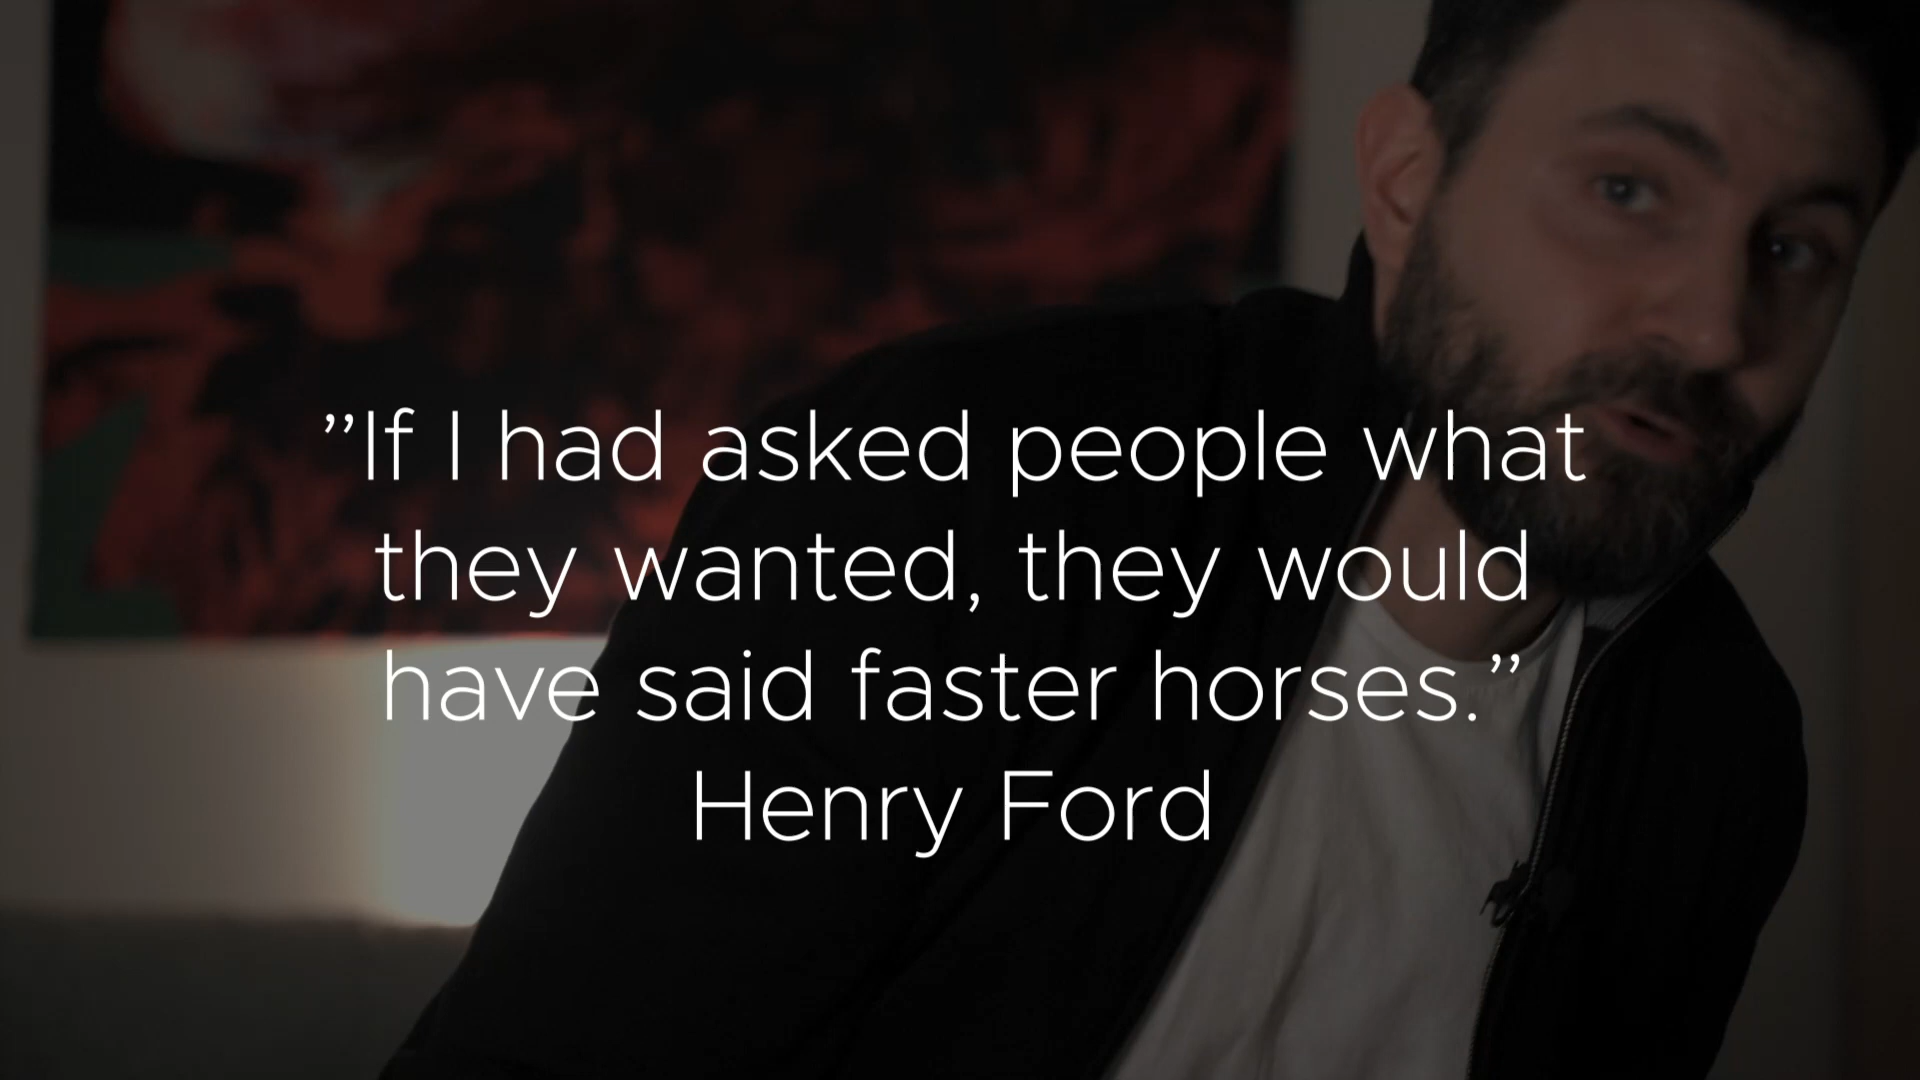 ”If I had asked people what
they wanted, they would
have said faster horses.”
Henry Ford